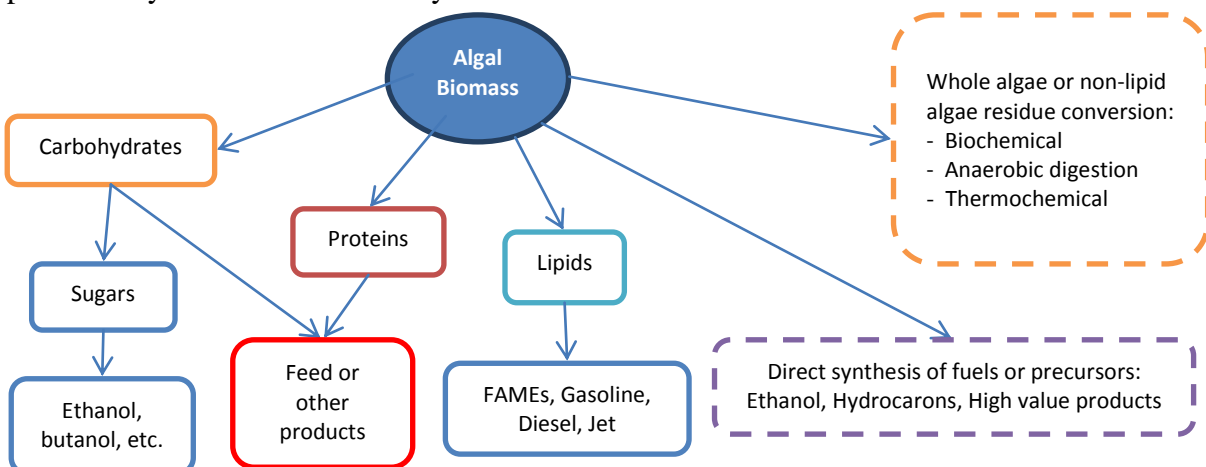 Algal
Biomass
Whole algae or non-lipid
algae residue conversion:
- Biochemical
- Anaerobic digestion
- Thermochemical
Carbohydrates
Proteins
Lipids
Sugars
Ethanol,
butanol, etc.
Feed or
other
products
FAMEs, Gasoline,
Diesel, Jet
Direct synthesis of fuels or precursors:
Ethanol, Hydrocarons, High value products